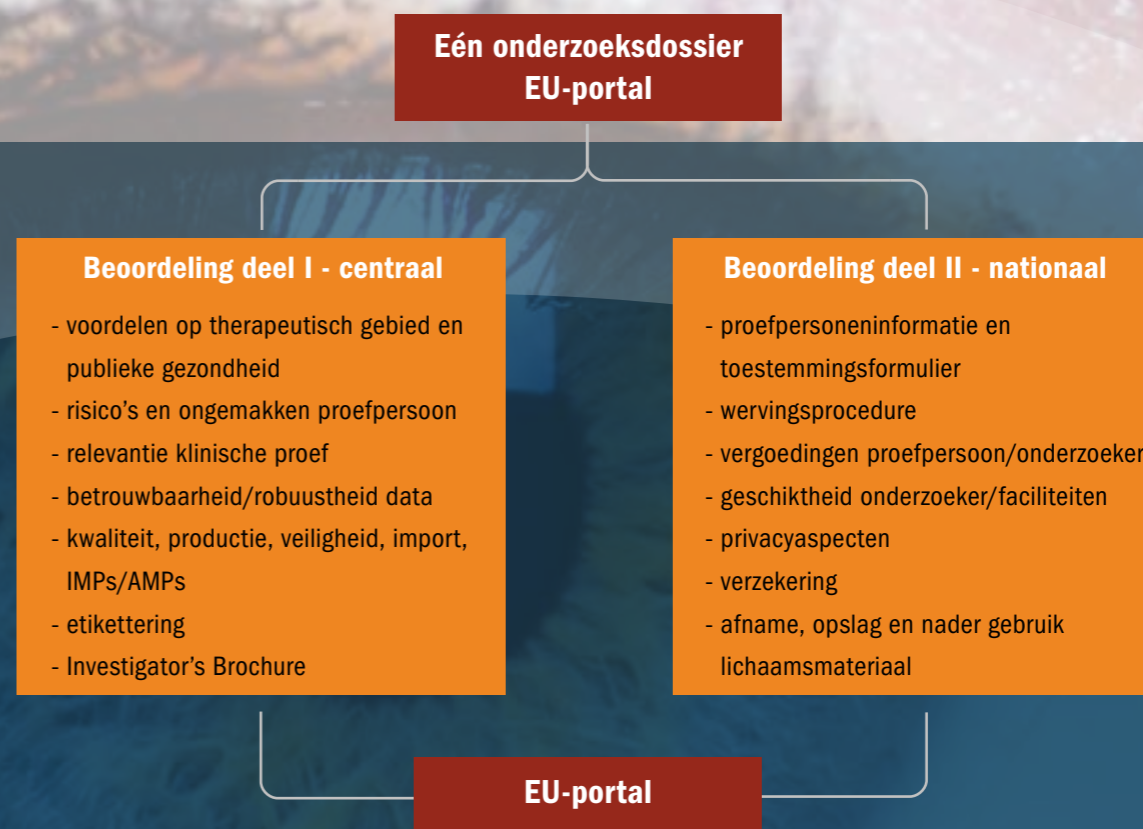 Eén onderzoeksdossier
EU-portal
Beoordeling deel I - centraal
- voordelen op therapeutisch gebied en
publieke gezondheid
- risico's en ongemakken proefpersoon
- relevantie klinische proef
- betrouwbaarheid/robuustheid data
- kwaliteit, productie, veiligheid, import,
IMPs/AMPs
- etikettering
- Investigator's Brochure
Beoordeling deel II - nationaal
- proefpersoneninformatie en
toestemmingsformulier
- wervingsprocedure
- vergoedingen proefpersoon/onderzoeker
- geschiktheid onderzoeker/faciliteiten
- privacyaspecten
- verzekering
- afname, opslag en nader gebruik
lichaamsmateriaal
EU-portal